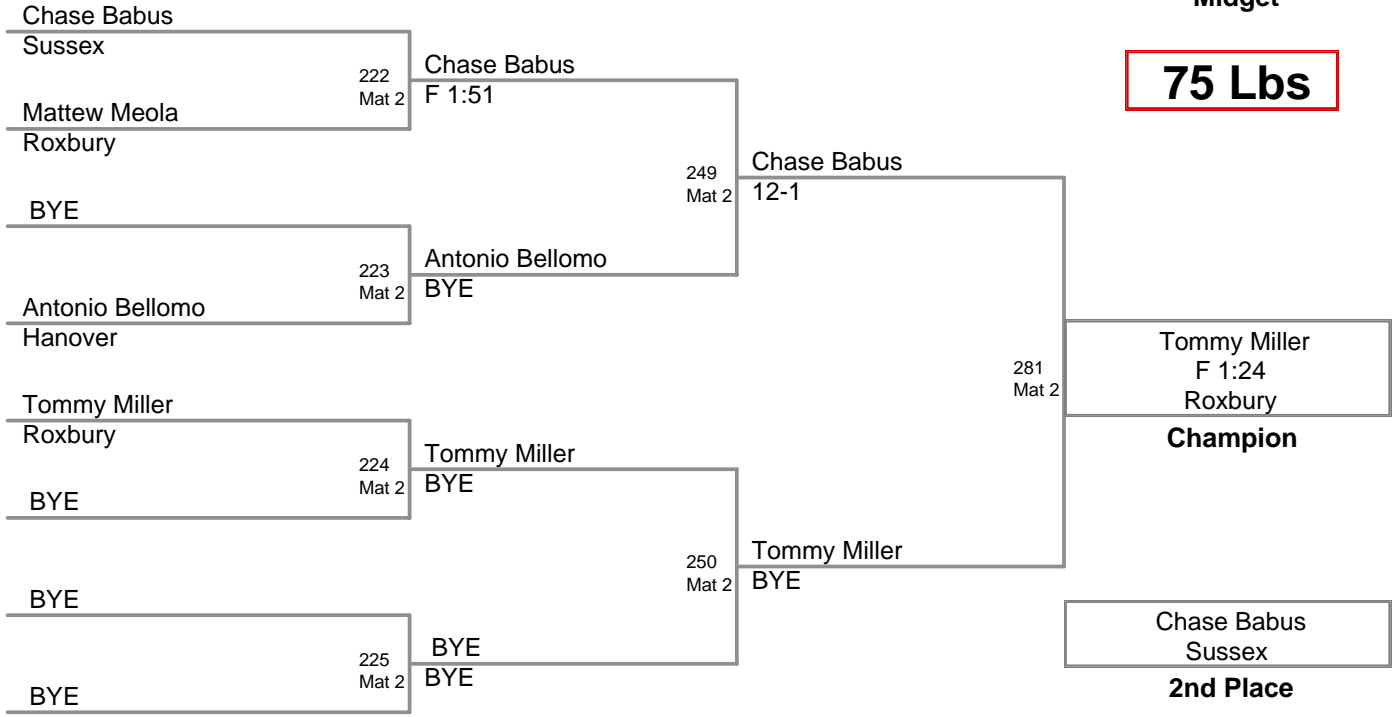 Midget
75 Lbs
Chase Babus
Sussex
222
Mat 2
Mattew Meola
Roxbury
Chase Babus
F 1:51
BYE
223
Mat 2
Antonio Bellomo
Hanover
Antonio Bellomo
BYE
249
Mat 2
Chase Babus
12-1
Tommy Miller
Roxbury
224
Mat 2
BYE
Tommy Miller
BYE
BYE
225
Mat 2
BYE
BYE
BYE
250
Mat 2
Tommy Miller
BYE
281
Mat 2
Tommy Miller
F 1:24
Roxbury
Champion
Chase Babus
Sussex
2nd Place